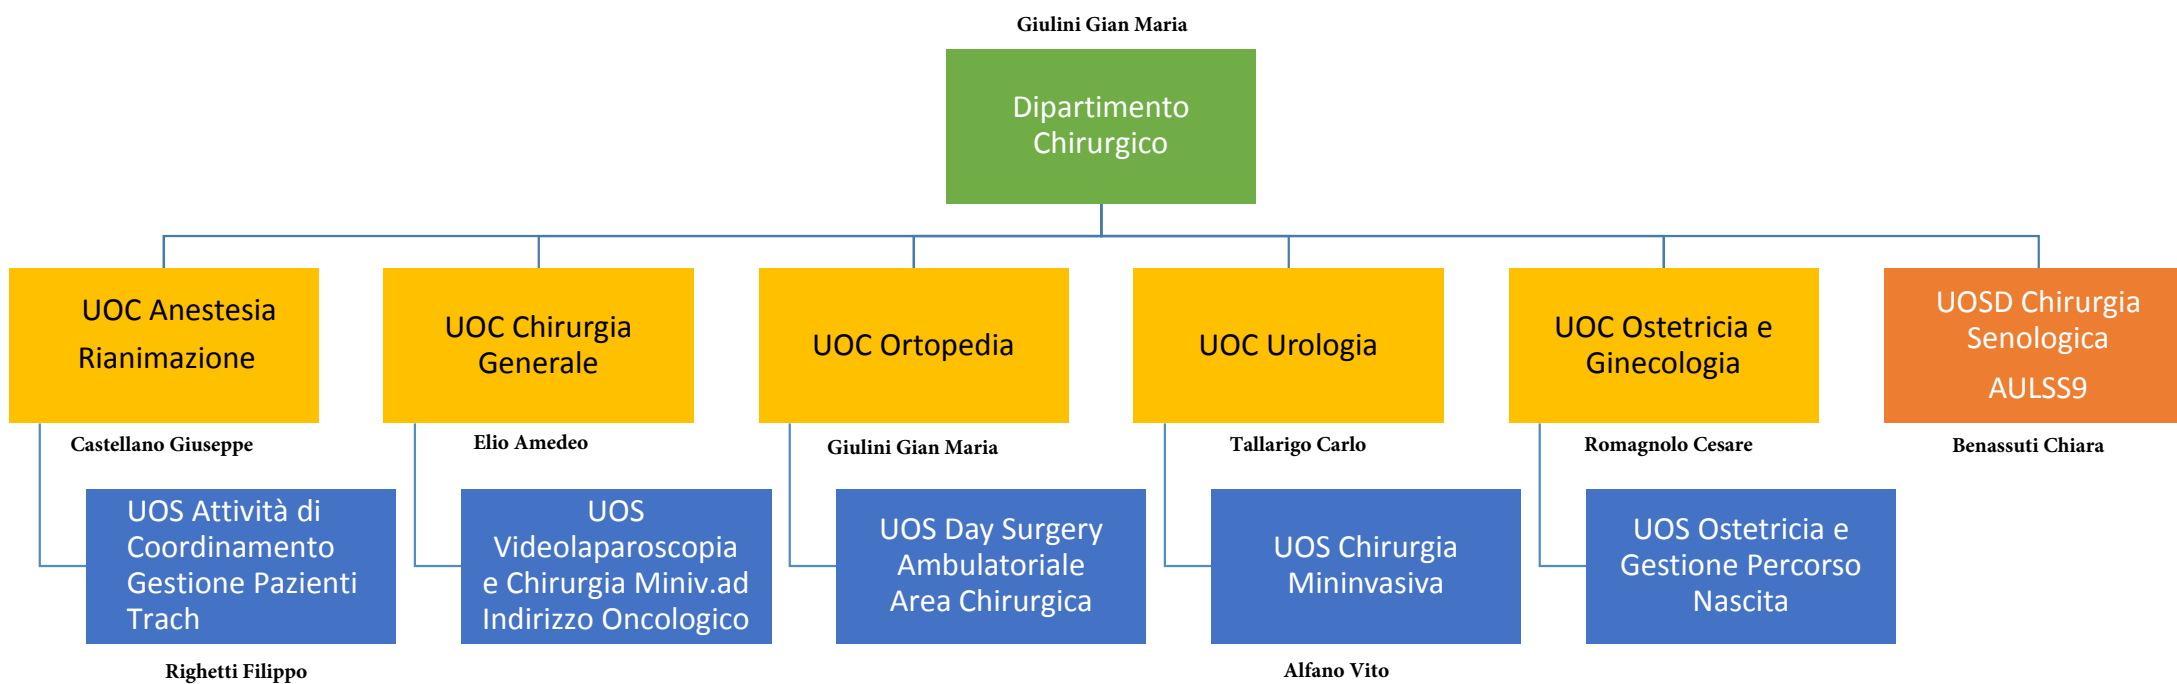 Giulini Gian Maria
Dipartimento
Chirurgico
UOC Anestesia
Rianimazione
UOC Chirurgia
Generale
UOC Ortopedia
UOC Urologia
UOC Ostetricia e
Ginecologia
UOSD Chirurgia
Senologica
AULSS9
Castellano Giuseppe
Elio Amedeo
Giulini Gian Maria
Tallarigo Carlo
Romagnolo Cesare
Benassuti Chiara
UOS Attività di
Coordinamento
Gestione Pazienti
Trach
UOS
Videolaparoscopia
e Chirurgia Miniv.ad
Indirizzo Oncologico
UOS Day Surgery
Ambulatoriale
Area Chirurgica
UOS Chirurgia
Mininvasiva
UOS Ostetricia e
Gestione Percorso
Nascita
Righetti Filippo
Alfano Vito